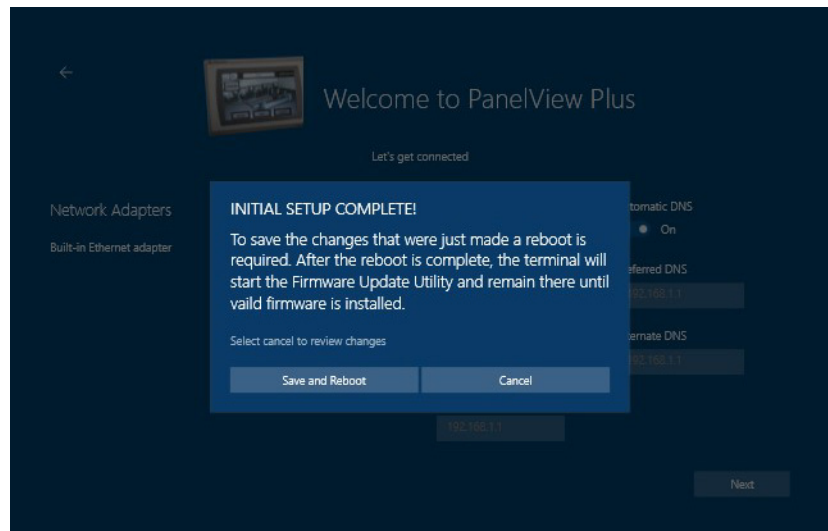 Welcome to PanelView Plus
Let's get connected
Network Adapters
Built-in Ethernet adapter
INITIAL SETUP COMPLETE!
To save the changes that were just made a reboot is
required. After the reboot is complete, the terminal will
start the Firmware Update Utility and remain there until
vaild firmware is installed.
Select cancel to review changes
Save and Reboot
Cancel
tomatic DNS
On
eferred DNS
192.168.1.1
ternate DNS
192.168.1.1
192.168.1.1
Next